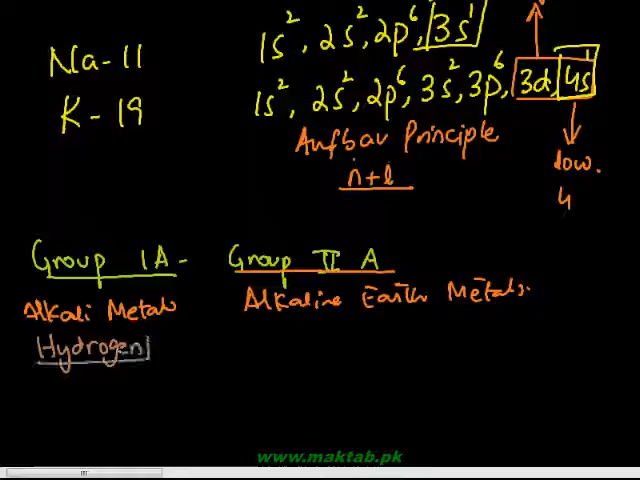 Na-11 1s², 2s², 2p⁶, 3s¹
K-19 1s², 2s², 2p⁶, 3s², 3p⁶, 3d, 4s¹
Aufbau Principle
n+l
low.
4
Group IA- Group II A
Alkali Metals Alkaline Earth Metals.
Hydrogen
www.maktab.pk